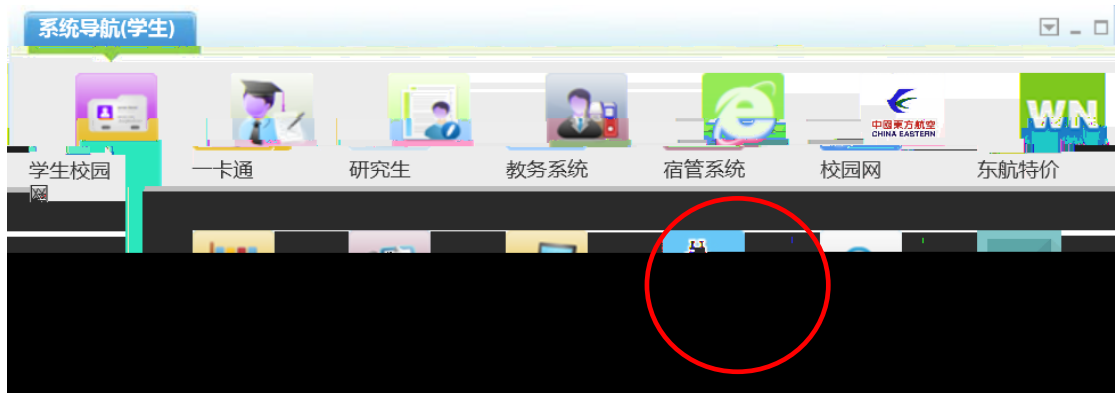 系统导航(学生)
中國東方航空
CHINA EASTERN
WN
学生校园网
一卡通
研究生
教务系统
宿管系统
校园网
东航特价